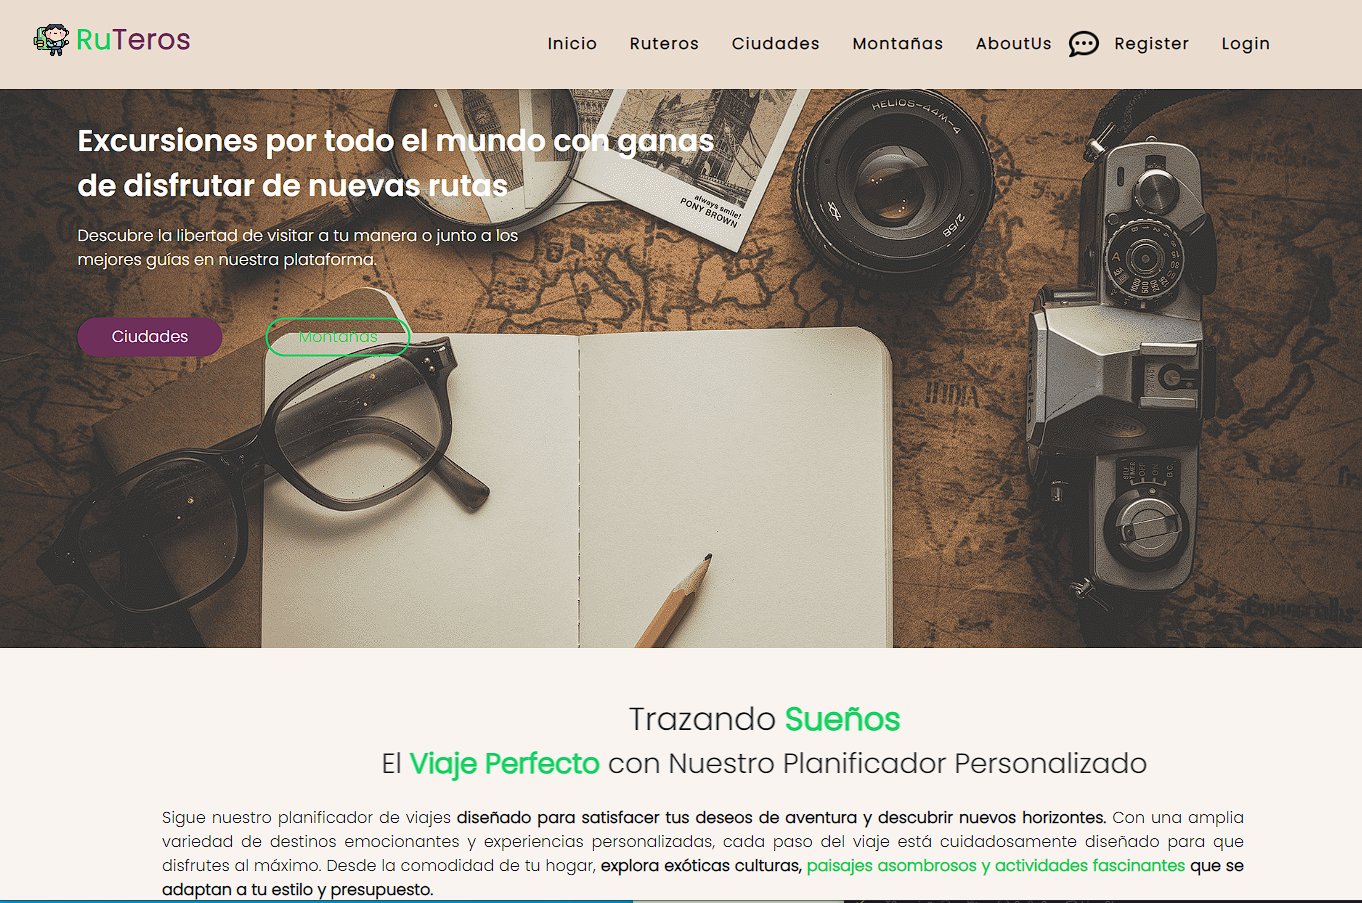 RuTeros
Inicio Ruteros Ciudades Montañas AboutUs Register Login
Excursiones por todo el mundo con ganas
de disfrutar de nuevas rutas
Descubre la libertad de visitar a tu manera o junto a los
mejores guías en nuestra plataforma.
Ciudades Montañas
always smile!
PONY BROWN
HELIOS-44M-4
2/58
INDIA
Trazando Sueños
El Viaje Perfecto con Nuestro Planificador Personalizado
Sigue nuestro planificador de viajes diseñado para satisfacer tus deseos de aventura y descubrir nuevos horizontes. Con una amplia
variedad de destinos emocionantes y experiencias personalizadas, cada paso del viaje está cuidadosamente diseñado para que
disfrutes al máximo. Desde la comodidad de tu hogar, explora exóticas culturas, paisajes asombrosos y actividades fascinantes que se
adaptan a tu estilo y presupuesto.